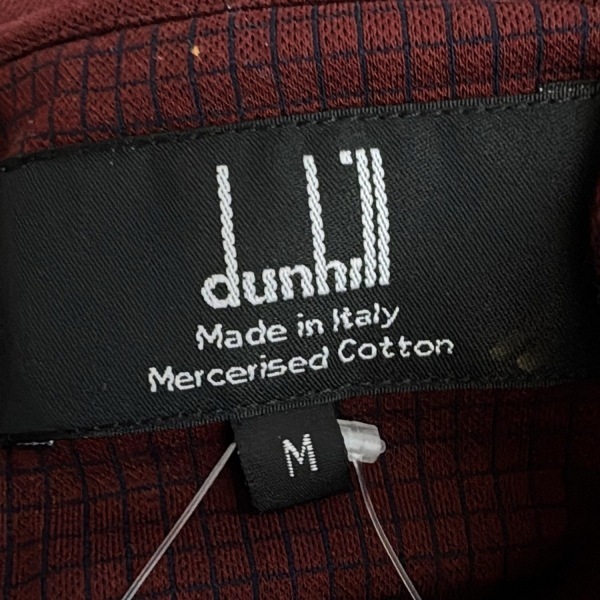 dunhill
Made in Italy
Mercerised Cotton
M